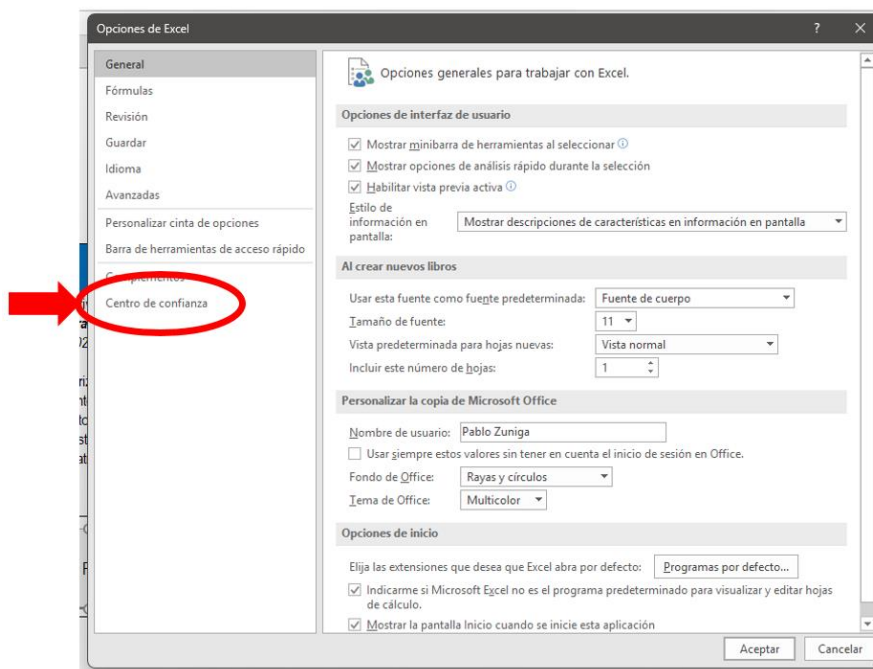 Opciones de Excel
?
General
Fórmulas
Revisión
Guardar
Idioma
Avanzadas
Personalizar cinta de opciones
Barra de herramientas de acceso rápido
Complementos
Centro de confianza
Opciones generales para trabajar con Excel.
Opciones de interfaz de usuario
Mostrar minibarra de herramientas al seleccionar
Mostrar opciones de análisis rápido durante la selección
Habilitar vista previa activa
Estilo de
información en
pantalla:
Mostrar descripciones de características en información en pantalla
Al crear nuevos libros
Usar esta fuente como fuente predeterminada: Fuente de cuerpo
Tamaño de fuente: 11
Vista predeterminada para hojas nuevas: Vista normal
Incluir este número de hojas: 1
Personalizar la copia de Microsoft Office
Nombre de usuario: Pablo Zuniga
Usar siempre estos valores sin tener en cuenta el inicio de sesión en Office.
Fondo de Office: Rayas y círculos
Tema de Office: Multicolor
Opciones de inicio
Elija las extensiones que desea que Excel abra por defecto: Programas por defecto...
Indicarme si Microsoft Excel no es el programa predeterminado para visualizar y editar hojas
de cálculo.
Mostrar la pantalla Inicio cuando se inicie esta aplicación
Aceptar Cancelar